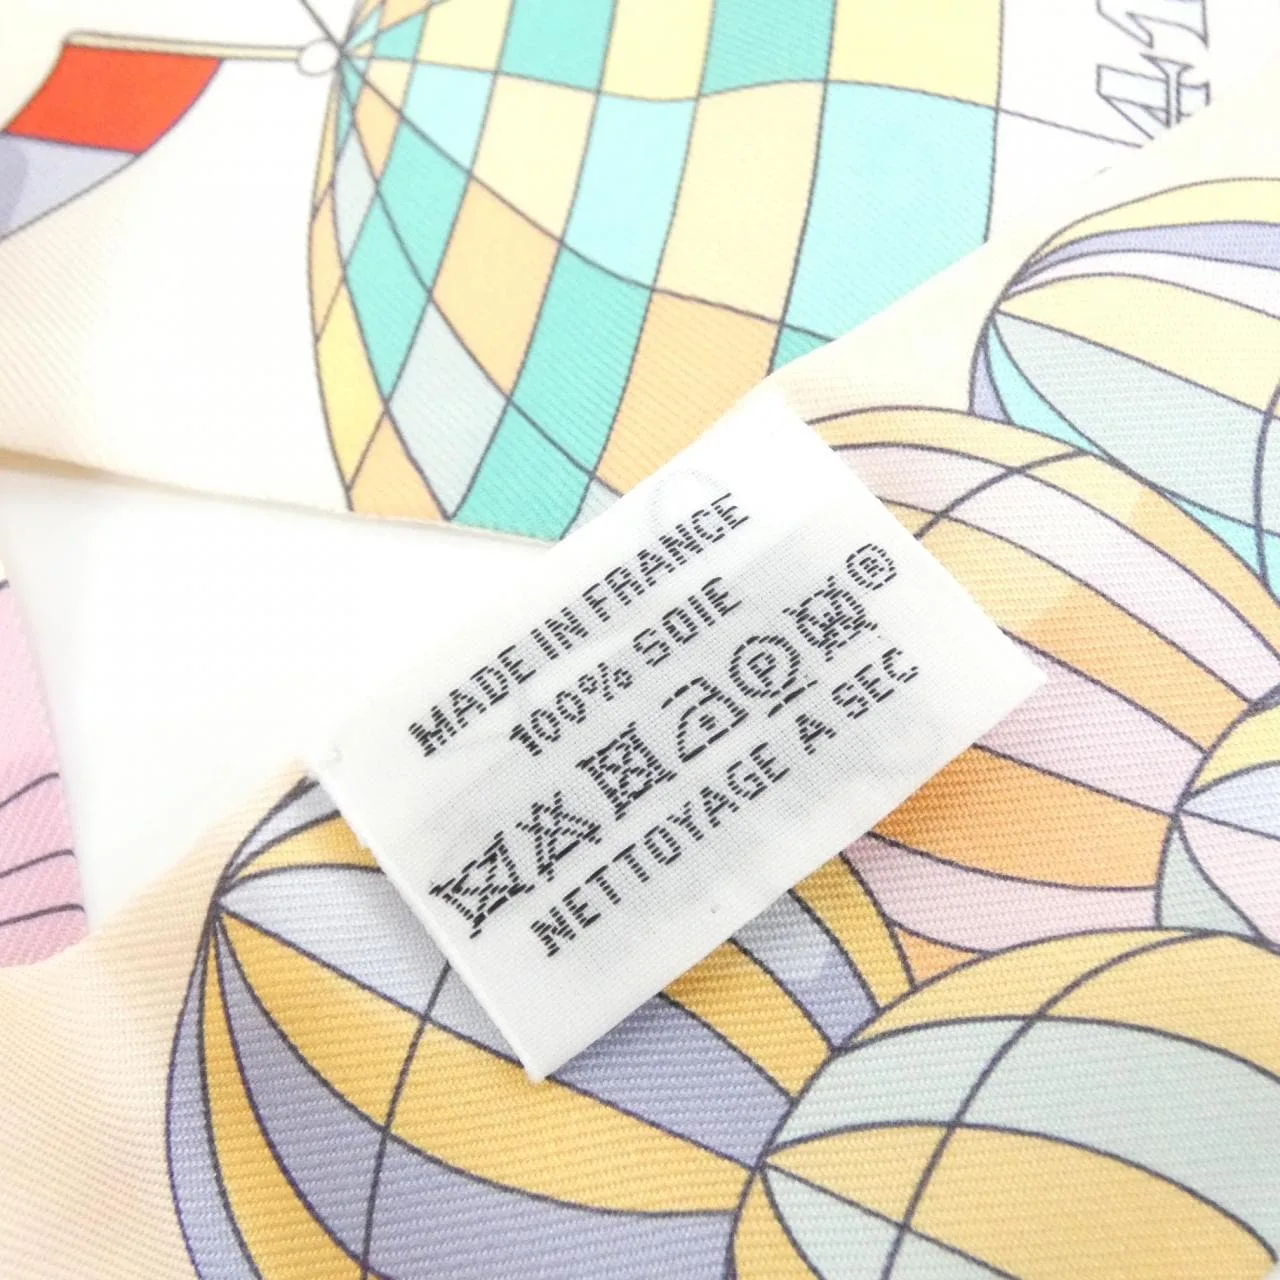 MADE IN FRANCE
100% SOIE
P ®
NETTOYAGE A SEC